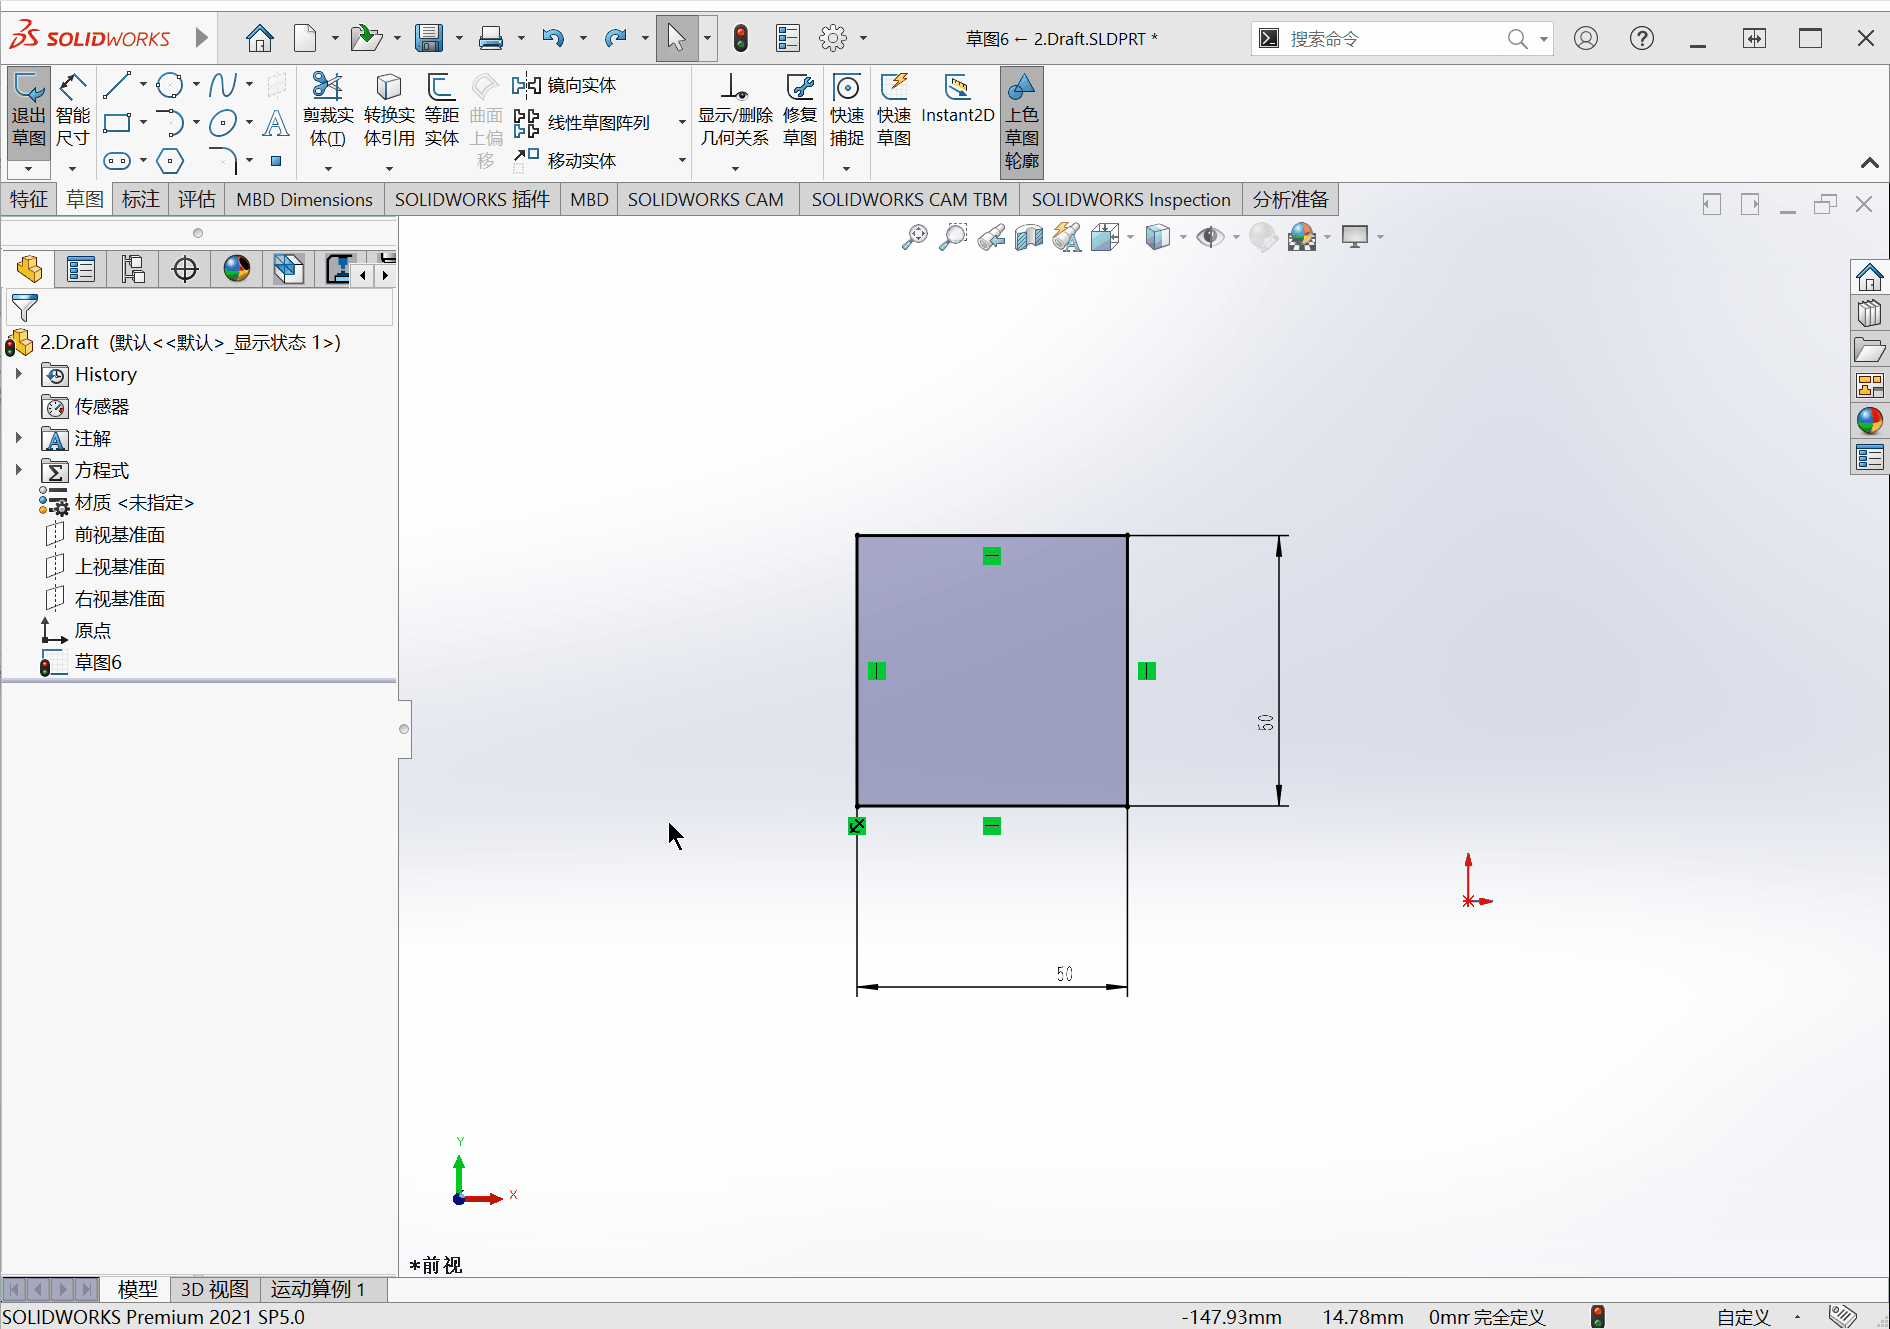 SOLIDWORKS
草图6 ← 2.Draft.SLDPRT *
搜索命令
退出草图
智能尺寸
剪裁实体(T)
转换实体引用
等距实体
曲面上偏移
镜向实体
线性草图阵列
移动实体
显示/删除几何关系
修复草图
快速捕捉
快速草图
Instant2D
上色草图轮廓
特征
草图
标注
评估
MBD Dimensions
SOLIDWORKS 插件
MBD
SOLIDWORKS CAM
SOLIDWORKS CAM TBM
SOLIDWORKS Inspection
分析准备
2.Draft (默认<<默认>_显示状态 1>)
History
传感器
注解
方程式
材质 <未指定>
前视基准面
上视基准面
右视基准面
原点
草图6
50
50
Y
X
*前视
模型
3D 视图
运动算例 1
SOLIDWORKS Premium 2021 SP5.0
-147.93mm
14.78mm
0mm 完全定义
自定义